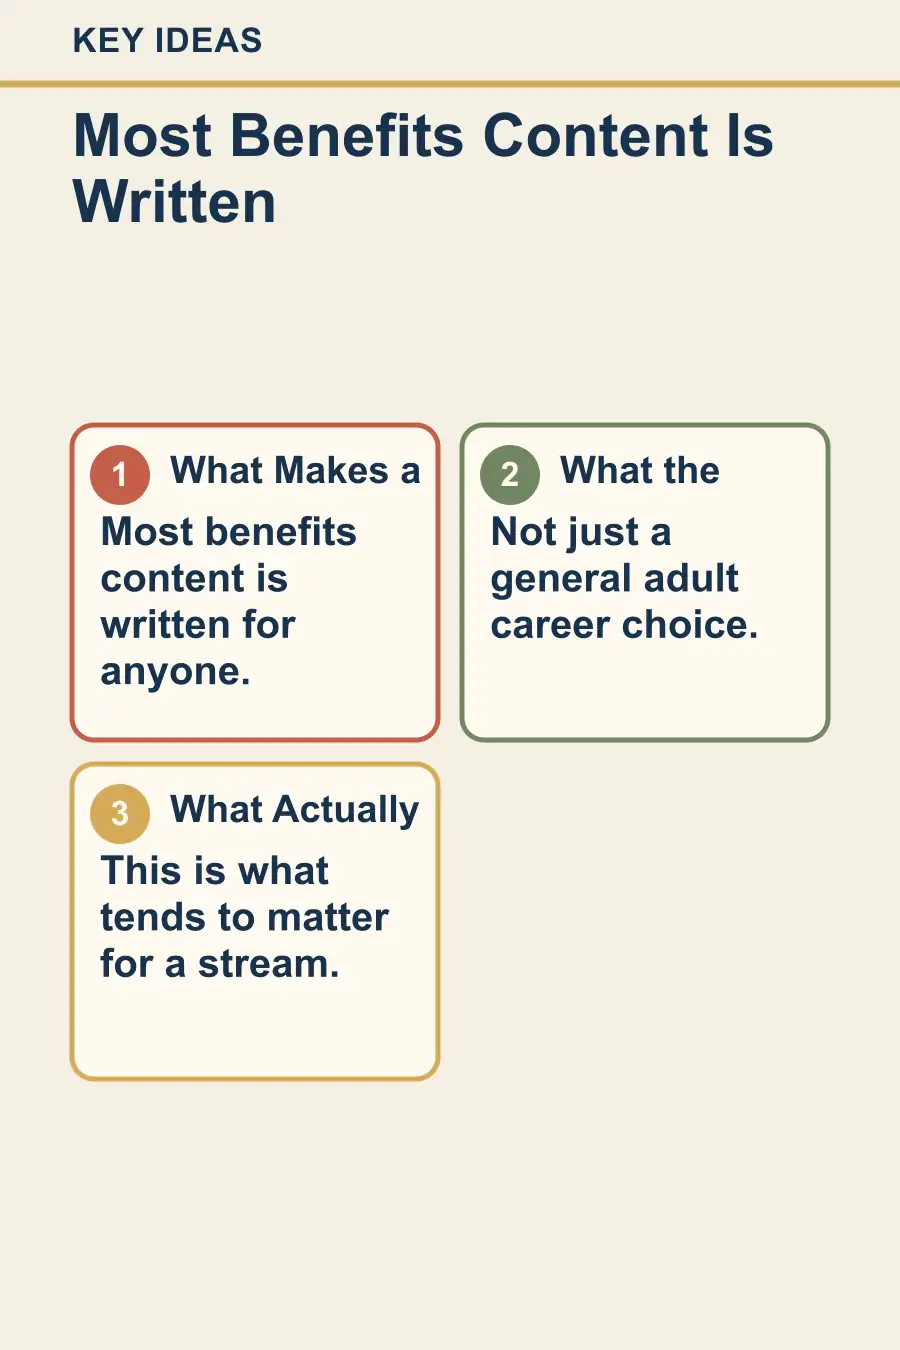 KEY IDEAS
Most Benefits Content Is
Written
1 What Makes a
Most benefits
content is
written for
anyone.
2 What the
Not just a
general adult
career choice.
3 What Actually
This is what
tends to matter
for a stream.